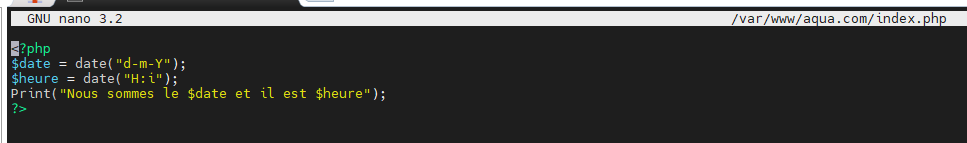 GNU nano 3.2 /var/www/aqua.com/index.php
<?php
$date = date("d-m-Y");
$heure = date("H:i");
Print("Nous sommes le $date et il est $heure");
?>